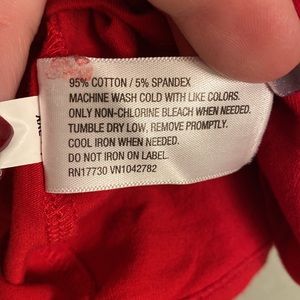 95% COTTON / 5% SPANDEX
MACHINE WASH COLD WITH LIKE COLORS.
ONLY NON-CHLORINE BLEACH WHEN NEEDED.
TUMBLE DRY LOW, REMOVE PROMPTLY.
COOL IRON WHEN NEEDED.
DO NOT IRON ON LABEL.
RN17730 VN1042782